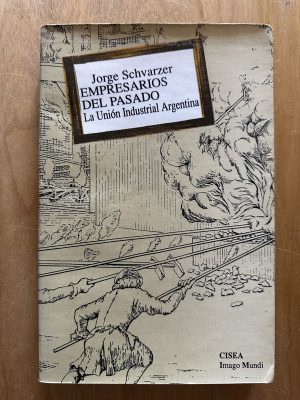 Jorge Schvarzer
EMPRESARIOS
DEL PASADO
La Unión Industrial Argentina
CISEA
Imago Mundi